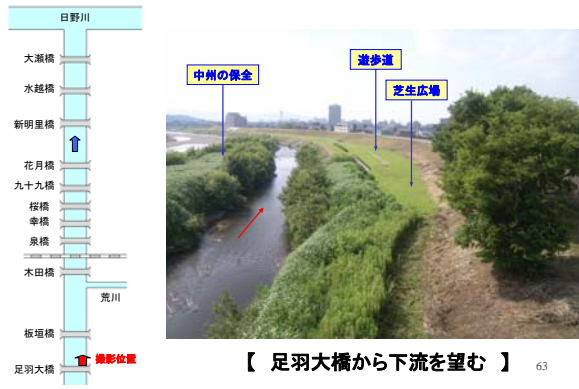 日野川
大瀬橋
水越橋
新明里橋
花月橋
九十九橋
桜橋
幸橋
泉橋
木田橋
荒川
板垣橋
撮影位置
足羽大橋
中州の保全
遊歩道
芝生広場
【 足羽大橋から下流を望む 】
63